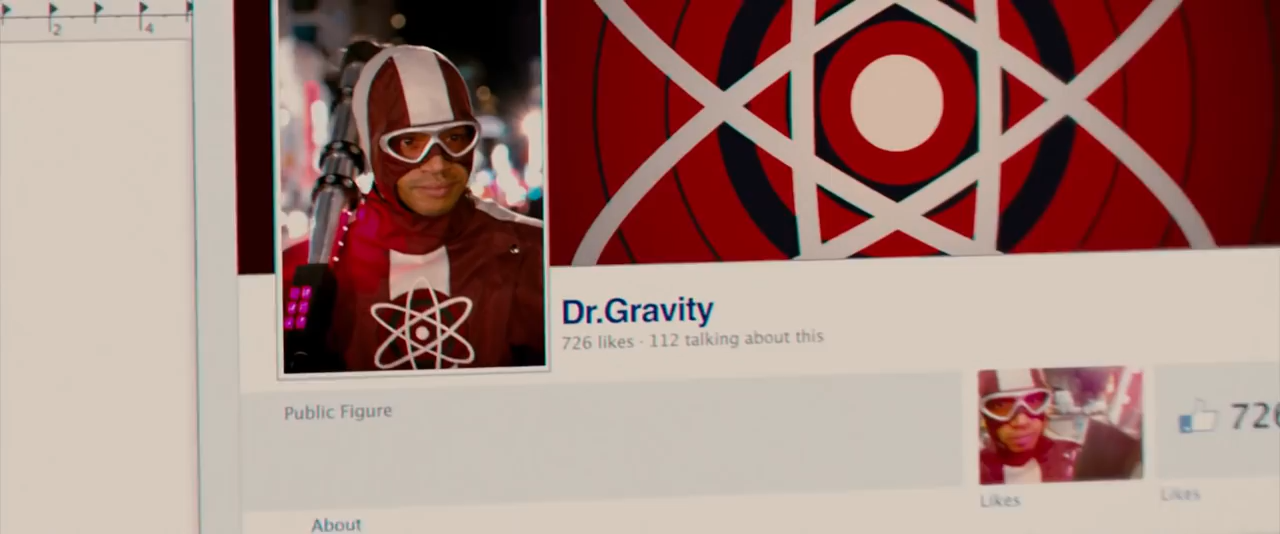 2 4
Dr.Gravity
726 likes · 112 talking about this
Public Figure
726
Likes
Likes
About